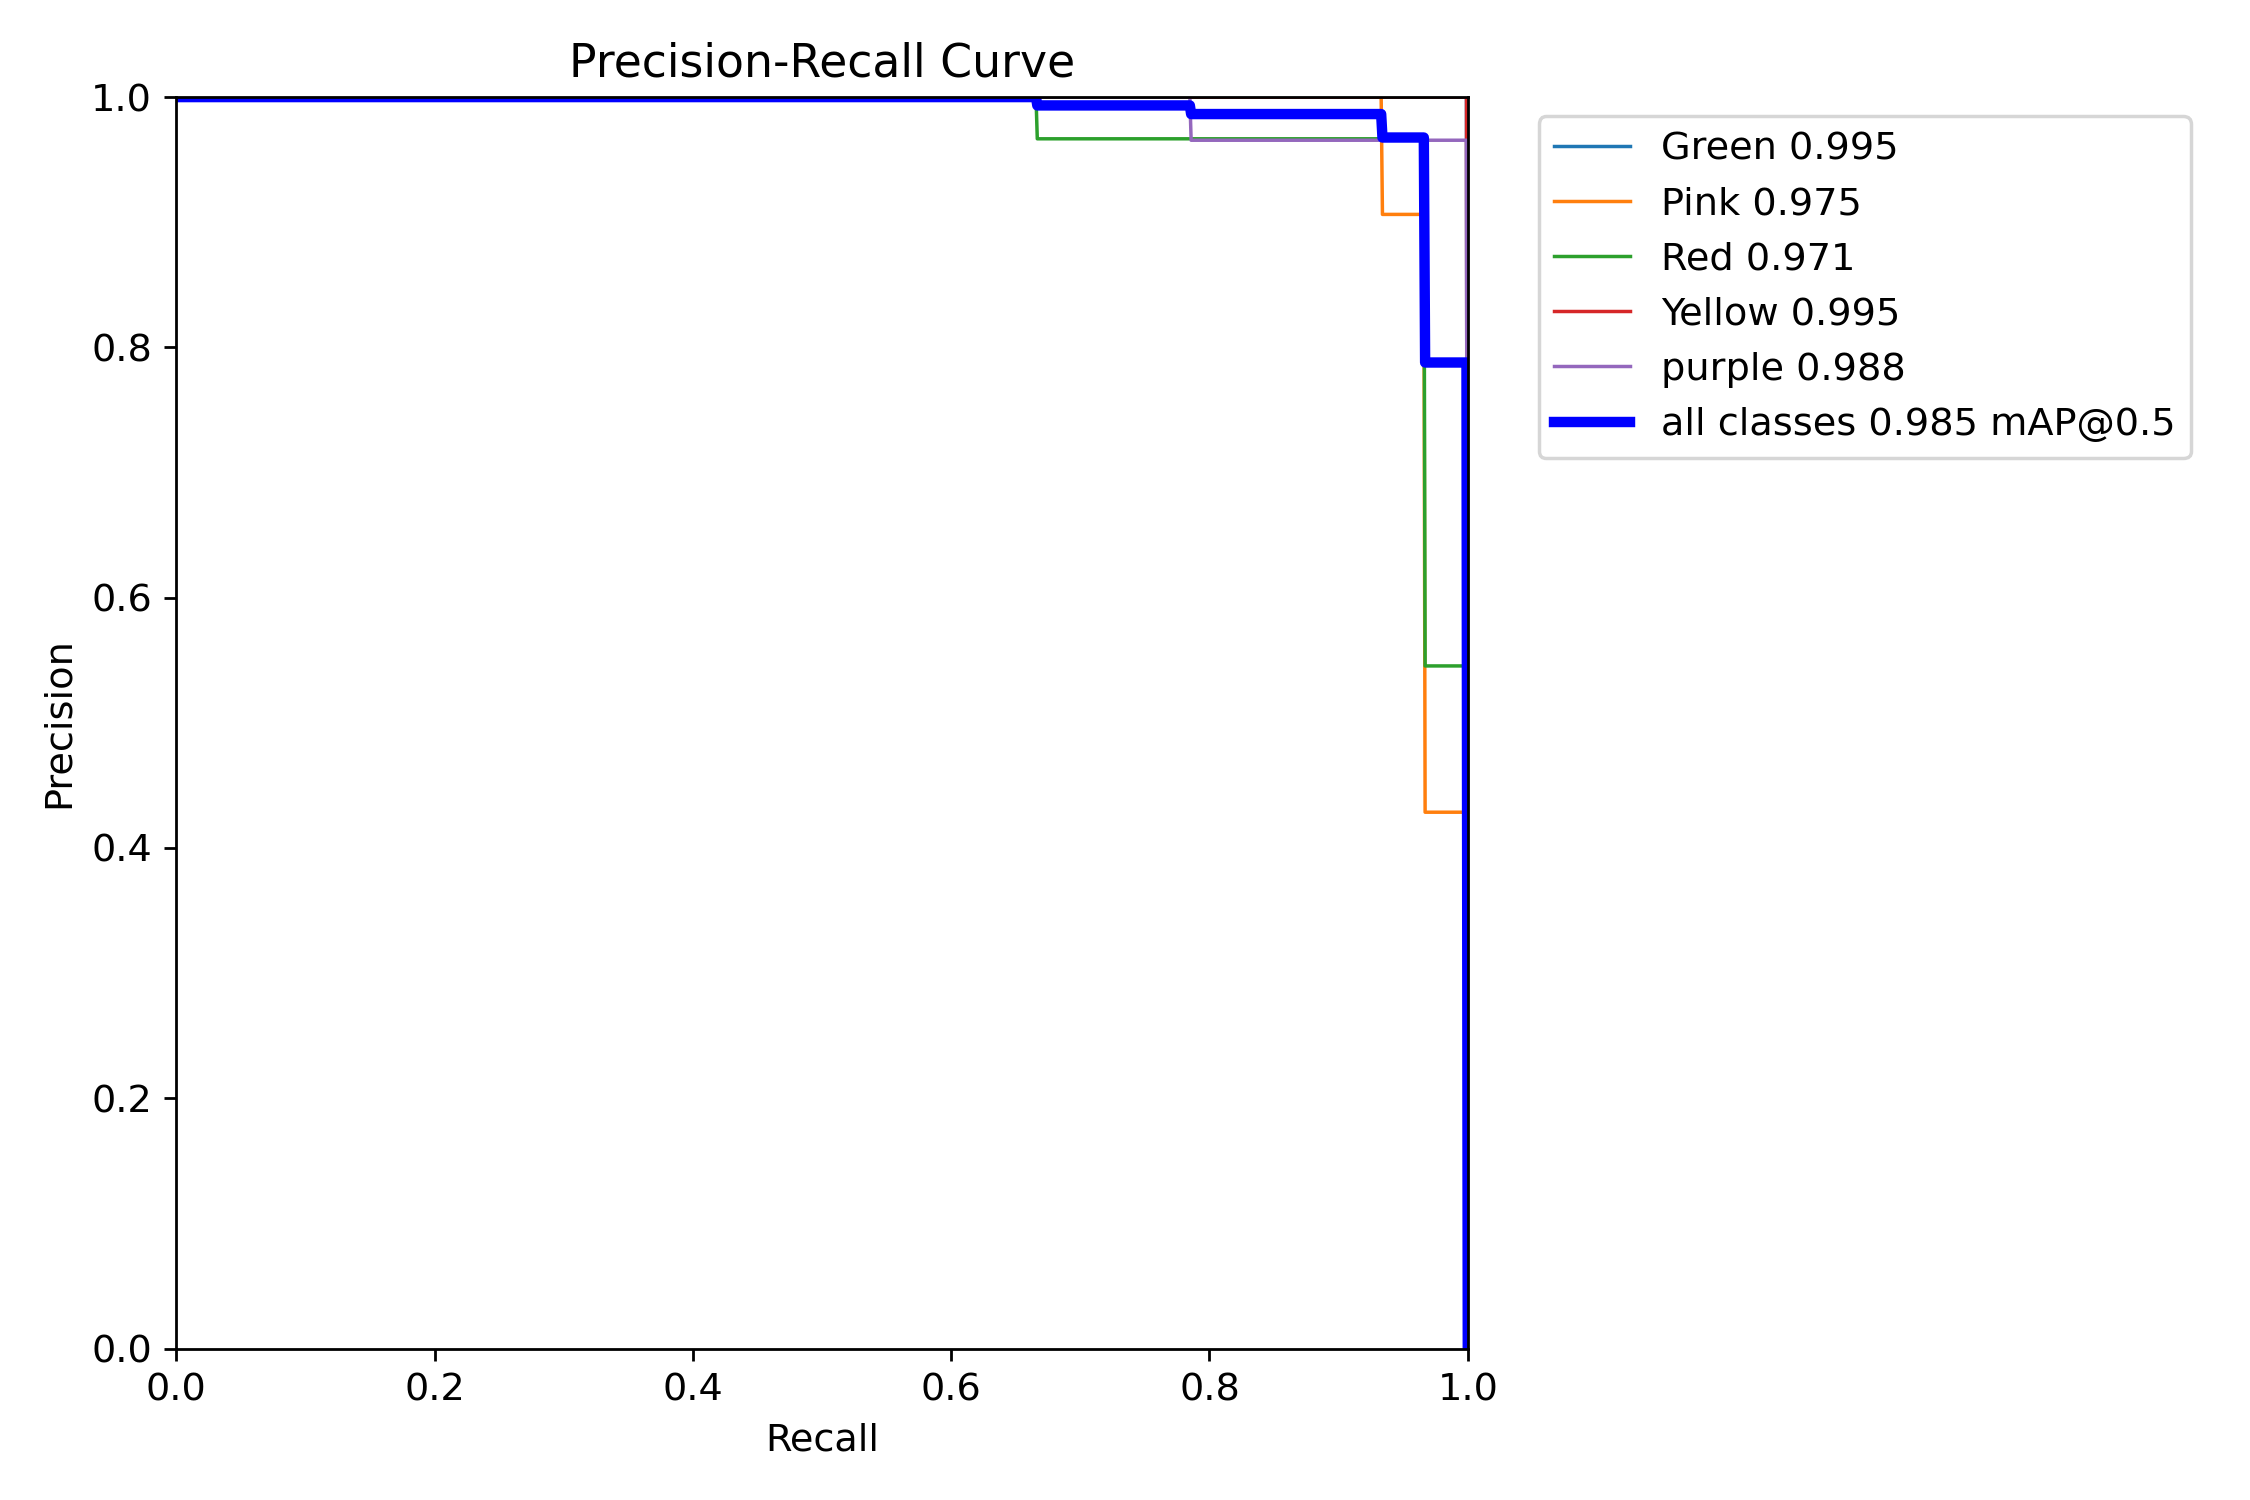 Precision-Recall Curve
1.0
0.8
0.6
0.4
0.2
0.0
Precision
0.0 0.2 0.4 0.6 0.8 1.0
Recall
Green 0.995
Pink 0.975
Red 0.971
Yellow 0.995
purple 0.988
all classes 0.985 mAP@0.5